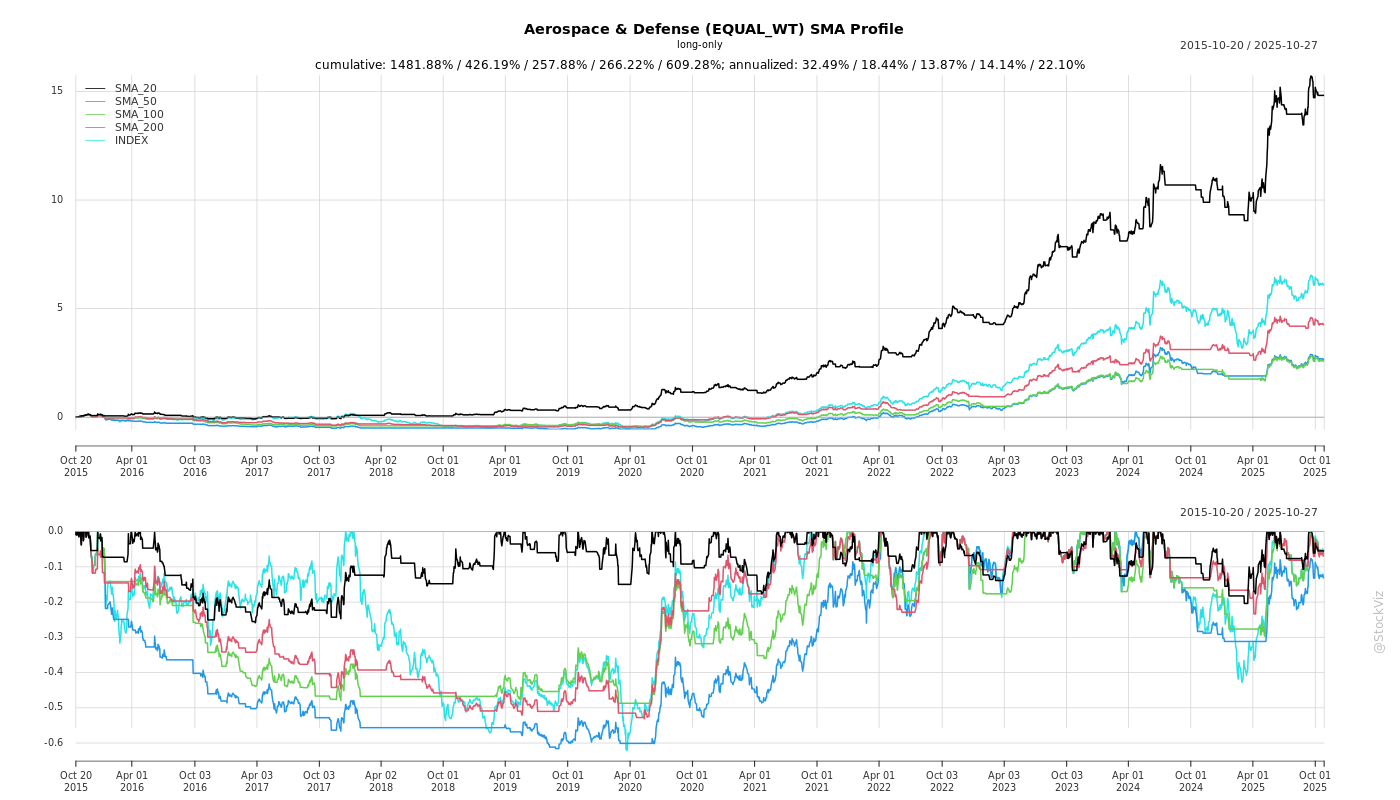 Aerospace & Defense (EQUAL_WT) SMA Profile
long-only
2015-10-20 / 2025-10-27
cumulative: 1481.88% / 426.19% / 257.88% / 266.22% / 609.28%; annualized: 32.49% / 18.44% / 13.87% / 14.14% / 22.10%
SMA_20
SMA_50
SMA_100
SMA_200
INDEX
15
10
5
0
Oct 20 Apr 01 Oct 03 Apr 03 Oct 03 Apr 02 Oct 01 Apr 01 Oct 01 Apr 01 Oct 01 Apr 01 Oct 01 Apr 01 Oct 03 Apr 03 Oct 03 Apr 01 Oct 01 Apr 01 Oct 01
2015 2016 2016 2017 2017 2018 2018 2019 2019 2020 2020 2021 2021 2022 2022 2023 2023 2024 2024 2025 2025
2015-10-20 / 2025-10-27
0.0
-0.1
-0.2
-0.3
-0.4
-0.5
-0.6
Oct 20 Apr 01 Oct 03 Apr 03 Oct 03 Apr 02 Oct 01 Apr 01 Oct 01 Apr 01 Oct 01 Apr 01 Oct 01 Apr 01 Oct 03 Apr 03 Oct 03 Apr 01 Oct 01 Apr 01 Oct 01
2015 2016 2016 2017 2017 2018 2018 2019 2019 2020 2020 2021 2021 2022 2022 2023 2023 2024 2024 2025 2025
@StockViz